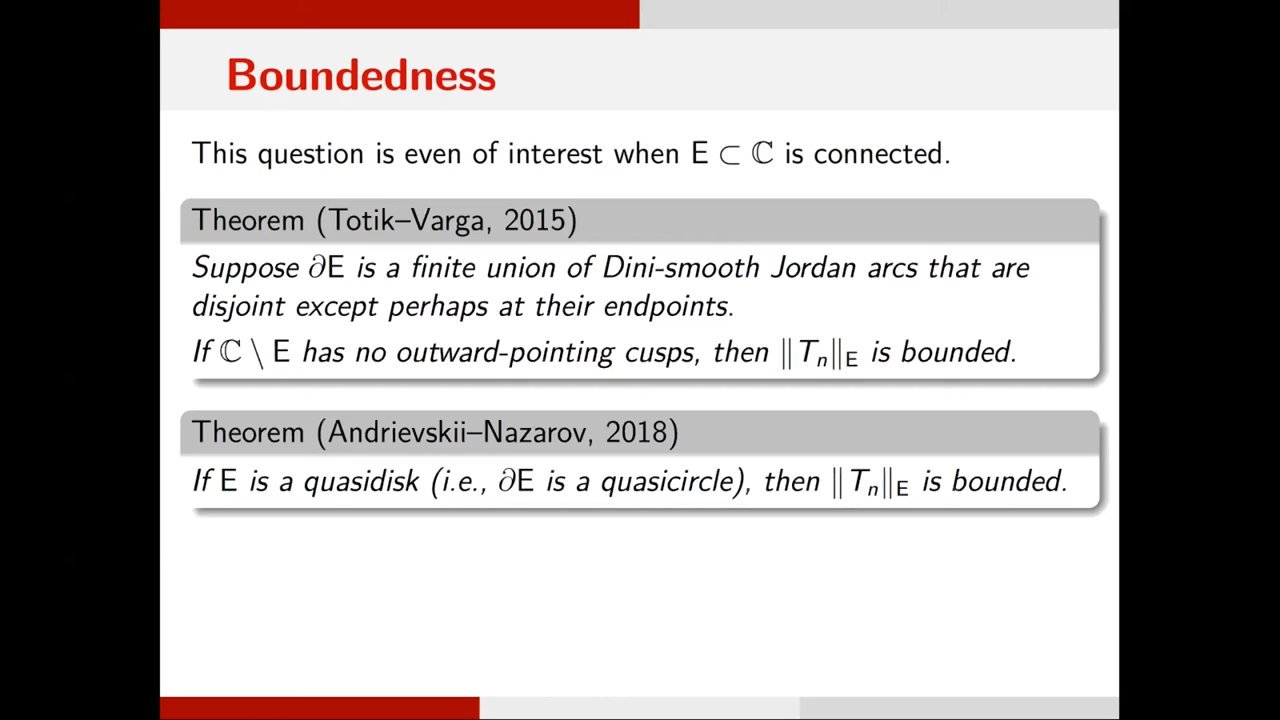 Boundedness
This question is even of interest when E ⊂ ℂ is connected.
Theorem (Totik–Varga, 2015)
Suppose ∂E is a finite union of Dini-smooth Jordan arcs that are
disjoint except perhaps at their endpoints.
If ℂ \ E has no outward-pointing cusps, then ‖Tₙ‖_E is bounded.
Theorem (Andrievskii–Nazarov, 2018)
If E is a quasidisk (i.e., ∂E is a quasicircle), then ‖Tₙ‖_E is bounded.